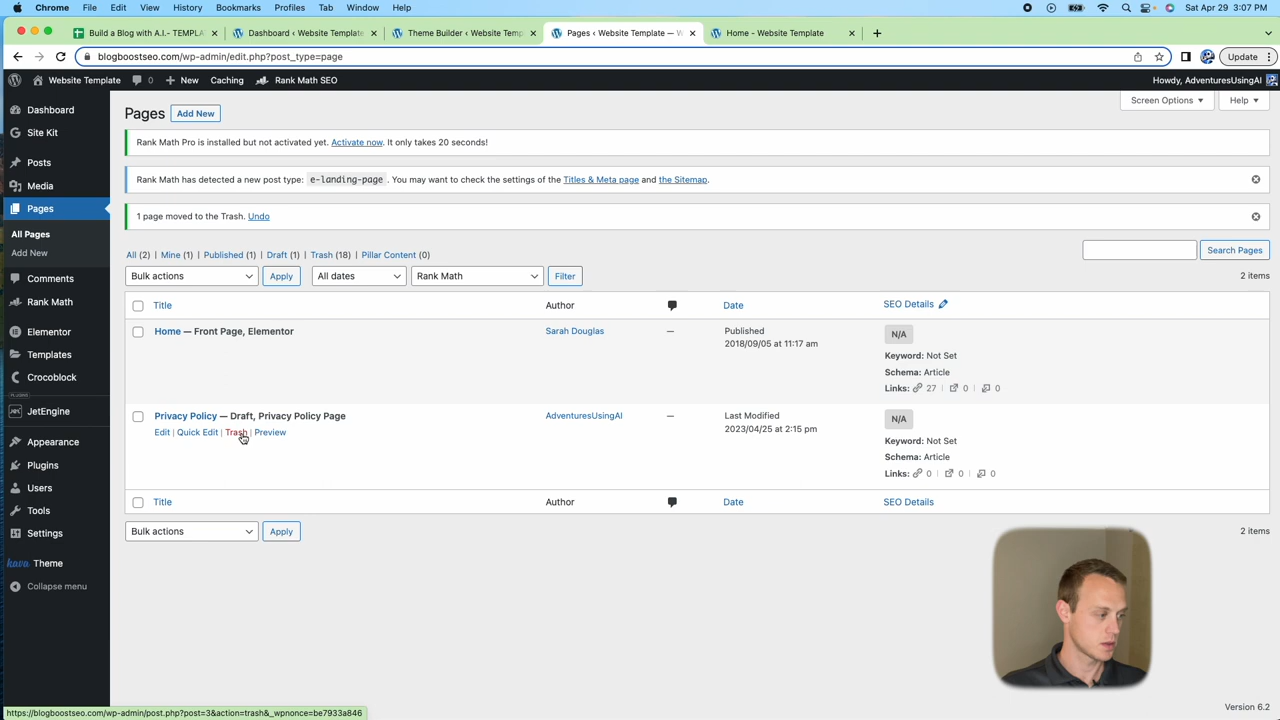 Chrome File Edit View History Bookmarks Profiles Tab Window Help Sat Apr 29 3:07 PM
Build a Blog with A.I.- TEMPLA Dashboard ‹ Website Template Theme Builder ‹ Website Temp Pages ‹ Website Template — W Home - Website Template
blogboostseo.com/wp-admin/edit.php?post_type=page Update
Website Template 0 New Caching Rank Math SEO Howdy, AdventuresUsingAI
Dashboard
Site Kit
Posts
Media
Pages
All Pages
Add New
Comments
Rank Math
Elementor
Templates
Crocoblock
JetEngine
Appearance
Plugins
Users
Tools
Settings
kava Theme
Collapse menu
Screen Options Help
Pages Add New
Rank Math Pro is installed but not activated yet. Activate now. It only takes 20 seconds!
Rank Math has detected a new post type: e-landing-page. You may want to check the settings of the Titles & Meta page and the Sitemap.
1 page moved to the Trash. Undo
All (2) | Mine (1) | Published (1) | Draft (1) | Trash (18) | Pillar Content (0)
Search Pages
Bulk actions Apply All dates Rank Math Filter 2 items
Title Author Date SEO Details
Home — Front Page, Elementor Sarah Douglas — Published N/A
2018/09/05 at 11:17 am
Keyword: Not Set
Schema: Article
Links: 27 | 0 | 0
Privacy Policy — Draft, Privacy Policy Page AdventuresUsingAI — Last Modified N/A
Edit | Quick Edit | Trash | Preview 2023/04/25 at 2:15 pm
Keyword: Not Set
Schema: Article
Links: 0 | 0 | 0
Title Author Date SEO Details
Bulk actions Apply 2 items
https://blogboostseo.com/wp-admin/post.php?post=3&action=trash&_wpnonce=be7933a846
Version 6.2